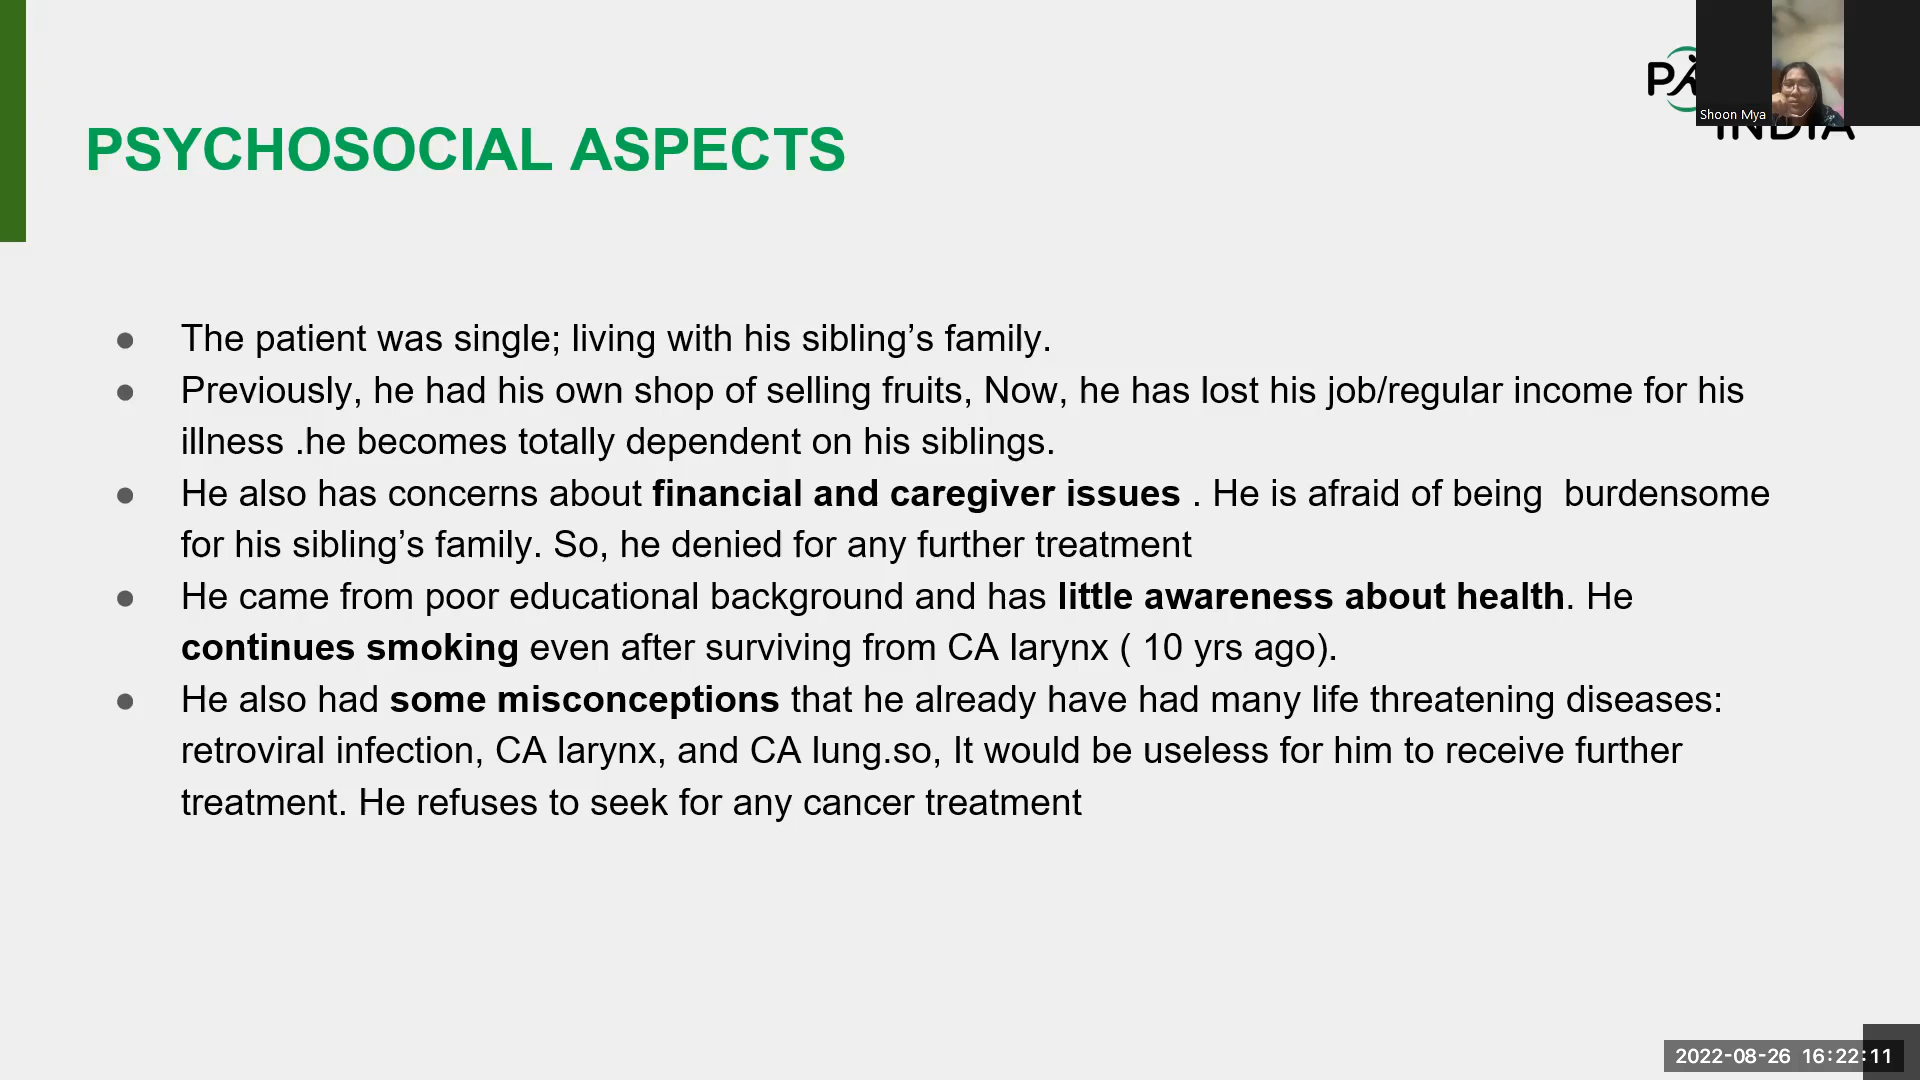 PA
INDIA
Shoon Mya
PSYCHOSOCIAL ASPECTS
● The patient was single; living with his sibling’s family.
● Previously, he had his own shop of selling fruits, Now, he has lost his job/regular income for his
illness .he becomes totally dependent on his siblings.
● He also has concerns about financial and caregiver issues . He is afraid of being  burdensome
for his sibling’s family. So, he denied for any further treatment
● He came from poor educational background and has little awareness about health. He
continues smoking even after surviving from CA larynx ( 10 yrs ago).
● He also had some misconceptions that he already have had many life threatening diseases:
retroviral infection, CA larynx, and CA lung.so, It would be useless for him to receive further
treatment. He refuses to seek for any cancer treatment
2022-08-26 16:22:11